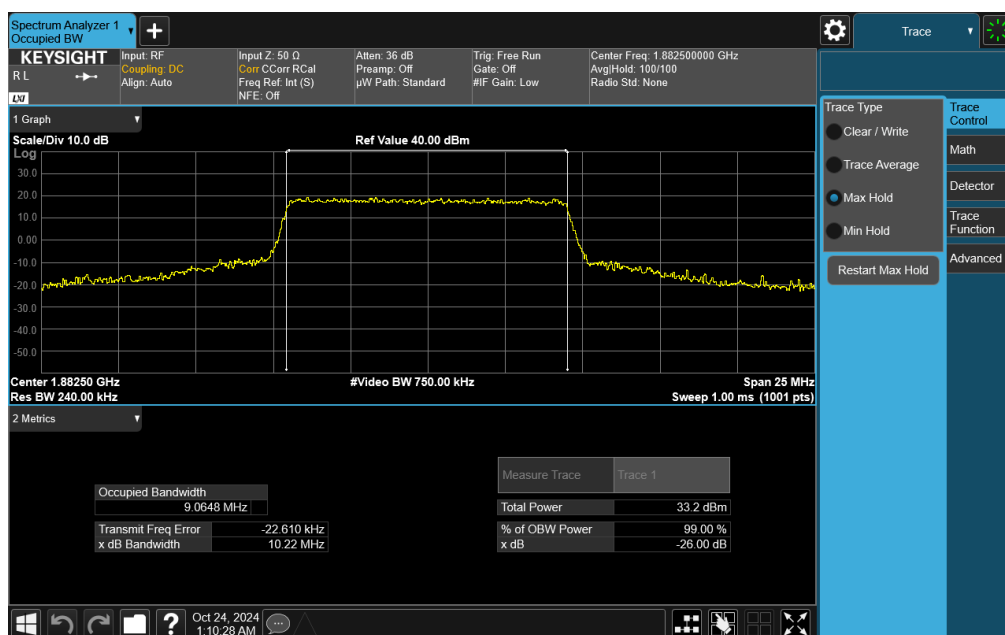 Spectrum Analyzer 1
Occupied BW
Trace
KEYSIGHT
R L
LXI
Input: RF
Coupling: DC
Align: Auto
Input Z: 50 Ω
Corr CCorr RCal
Freq Ref: Int (S)
NFE: Off
Atten: 36 dB
Preamp: Off
µW Path: Standard
Trig: Free Run
Gate: Off
#IF Gain: Low
Center Freq: 1.882500000 GHz
Avg|Hold: 100/100
Radio Std: None
1 Graph
Scale/Div 10.0 dB
Ref Value 40.00 dBm
Log
30.0
20.0
10.0
0.00
-10.0
-20.0
-30.0
-40.0
-50.0
Center 1.88250 GHz
#Video BW 750.00 kHz
Span 25 MHz
Res BW 240.00 kHz
Sweep 1.00 ms (1001 pts)
2 Metrics
Measure Trace
Trace 1
Occupied Bandwidth
9.0648 MHz
Total Power
33.2 dBm
Transmit Freq Error
-22.610 kHz
% of OBW Power
99.00 %
x dB Bandwidth
10.22 MHz
x dB
-26.00 dB
Trace Type
Clear / Write
Trace Average
Max Hold
Min Hold
Restart Max Hold
Trace
Control
Math
Detector
Trace
Function
Advanced
?
Oct 24, 2024
1:10:28 AM